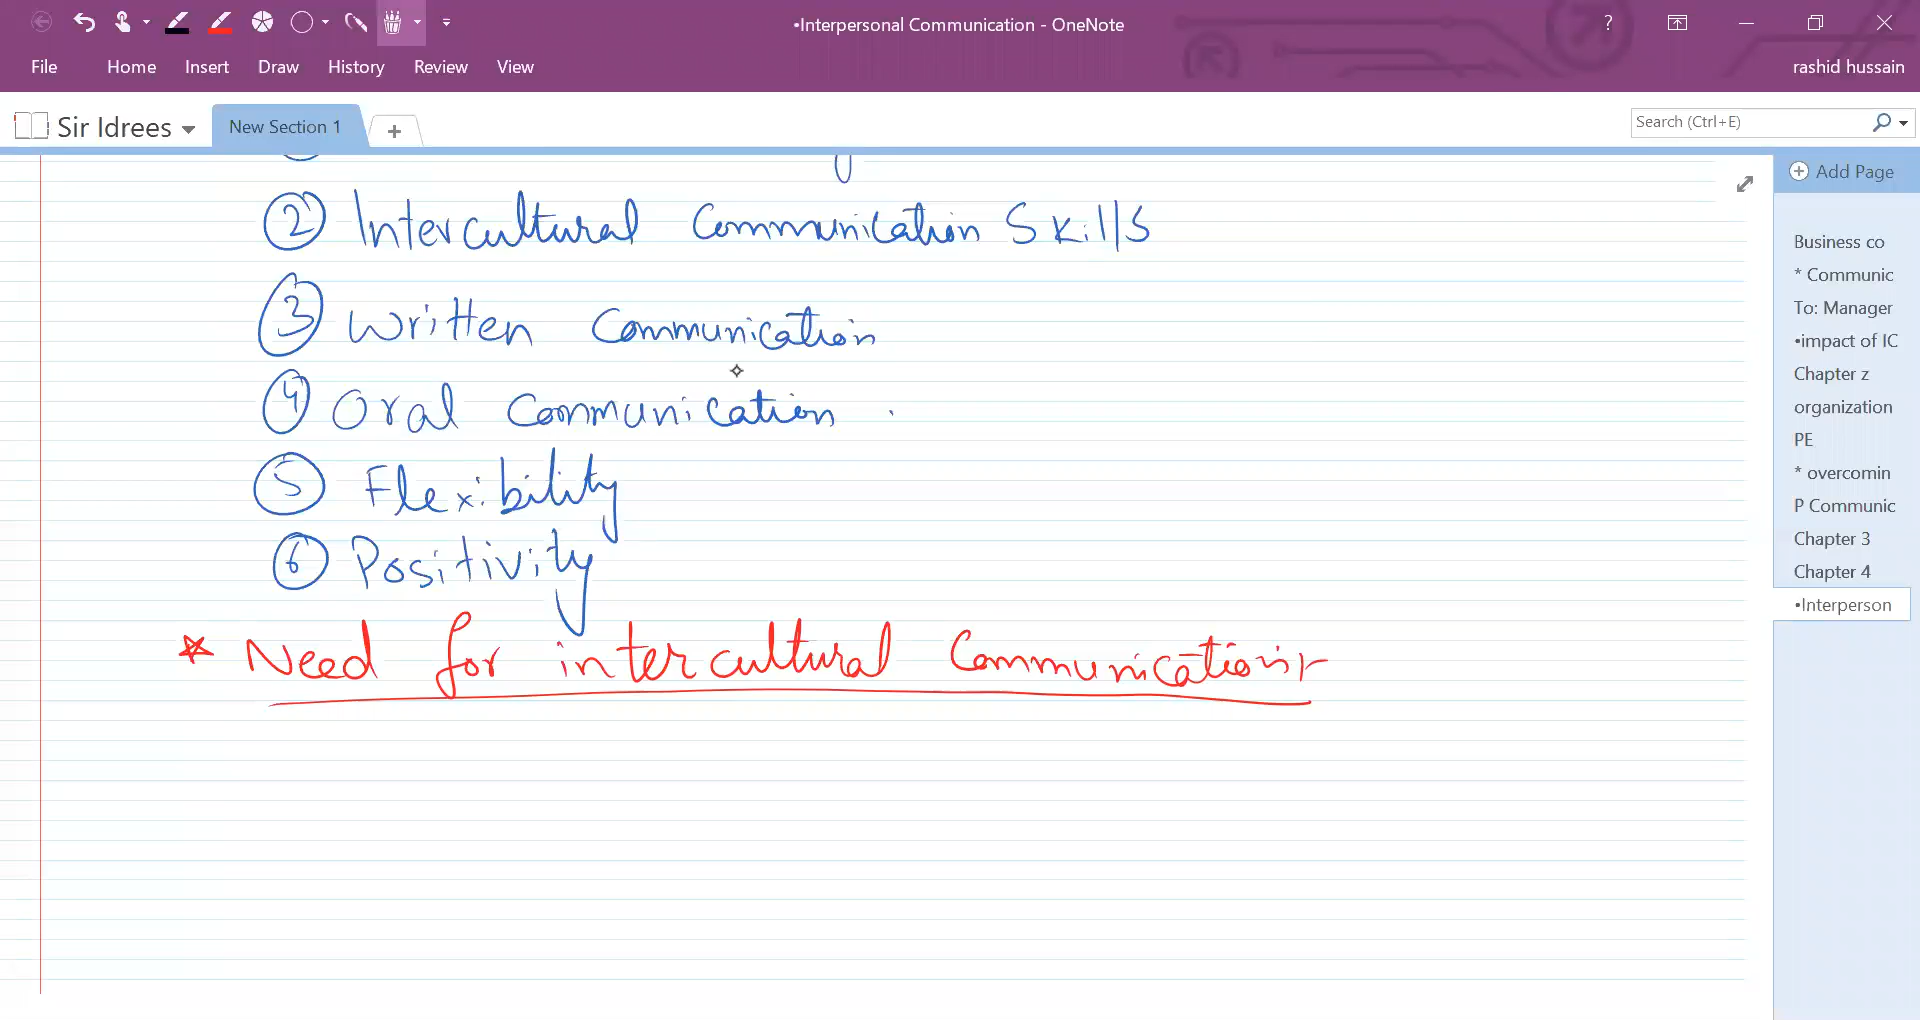 •Interpersonal Communication - OneNote
?
File Home Insert Draw History Review View
rashid hussain
Sir Idrees
New Section 1
+
Search (Ctrl+E)
Add Page
② Intercultural Communication Skills
③ Written Communication
④ Oral Communication .
⑤ Flexibility
⑥ Positivity
* Need for intercultural Communication:-
Business co
* Communic
To: Manager
•impact of IC
Chapter z
organization
PE
* overcomin
P Communic
Chapter 3
Chapter 4
•Interperson